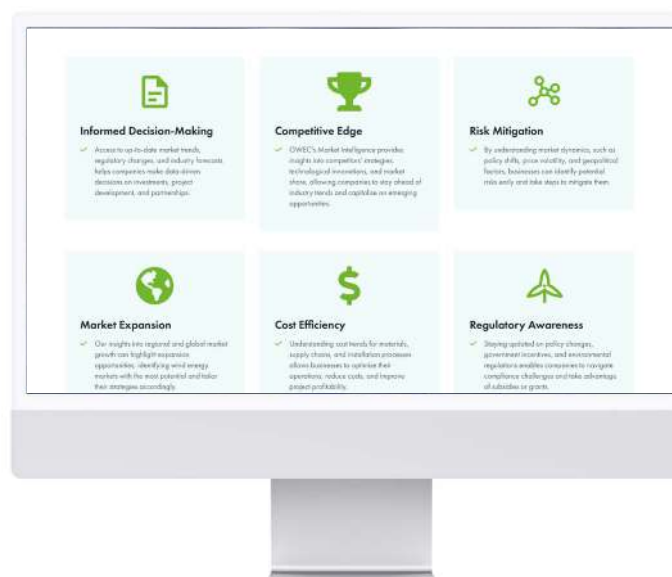 Informed Decision-Making
Access to up-to-date market trends,
regulatory changes, and industry forecasts
helps companies make data-driven
decisions on investments, project
development, and partnerships.
Competitive Edge
OWEC's Market Intelligence provides
insights into competitors' strategies,
technological innovations, and market
share, allowing companies to stay ahead of
industry trends and capitalise on emerging
opportunities.
Risk Mitigation
By understanding market dynamics, such as
policy shifts, price volatility, and geopolitical
factors, businesses can identify potential
risks early and take steps to mitigate them.
Market Expansion
Our insights into regional and global market
growth can highlight expansion
opportunities, identifying wind energy
markets with the most potential and tailor
their strategies accordingly.
Cost Efficiency
Understanding cost trends for materials,
supply chains, and installation processes
allows businesses to optimise their
operations, reduce costs, and improve
project profitability.
Regulatory Awareness
Staying updated on policy changes,
government incentives, and environmental
regulations enables companies to navigate
compliance challenges and take advantage
of subsidies or grants.